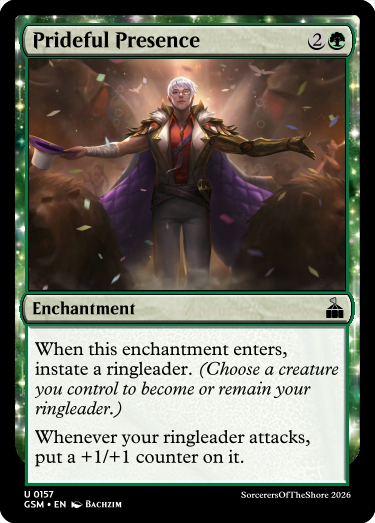 Prideful Presence 2
Enchantment
When this enchantment enters,
instate a ringleader. (Choose a creature
you control to become or remain your
ringleader.)
Whenever your ringleader attacks,
put a +1/+1 counter on it.
U 0157
GSM • EN Bachzim
SorcerersOfTheShore 2026